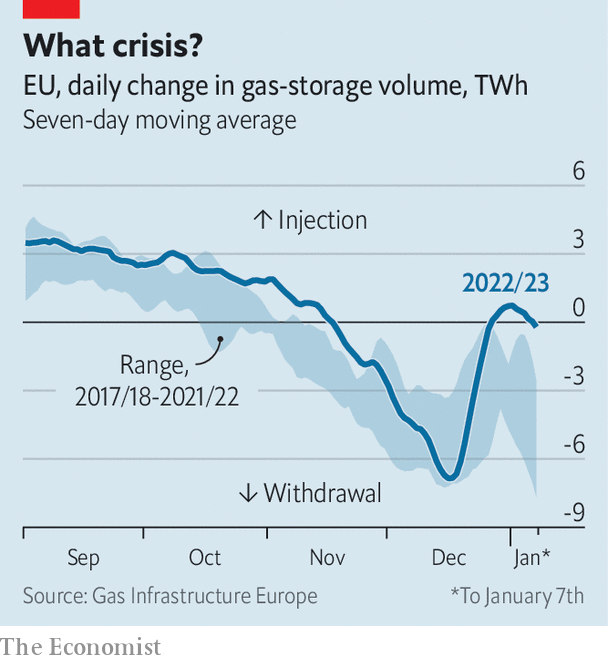 What crisis?
EU, daily change in gas-storage volume, TWh
Seven-day moving average
6
↑ Injection
3
2022/23
0
Range,
2017/18-2021/22
-3
-6
↓ Withdrawal
-9
Sep Oct Nov Dec Jan*
Source: Gas Infrastructure Europe *To January 7th
The Economist